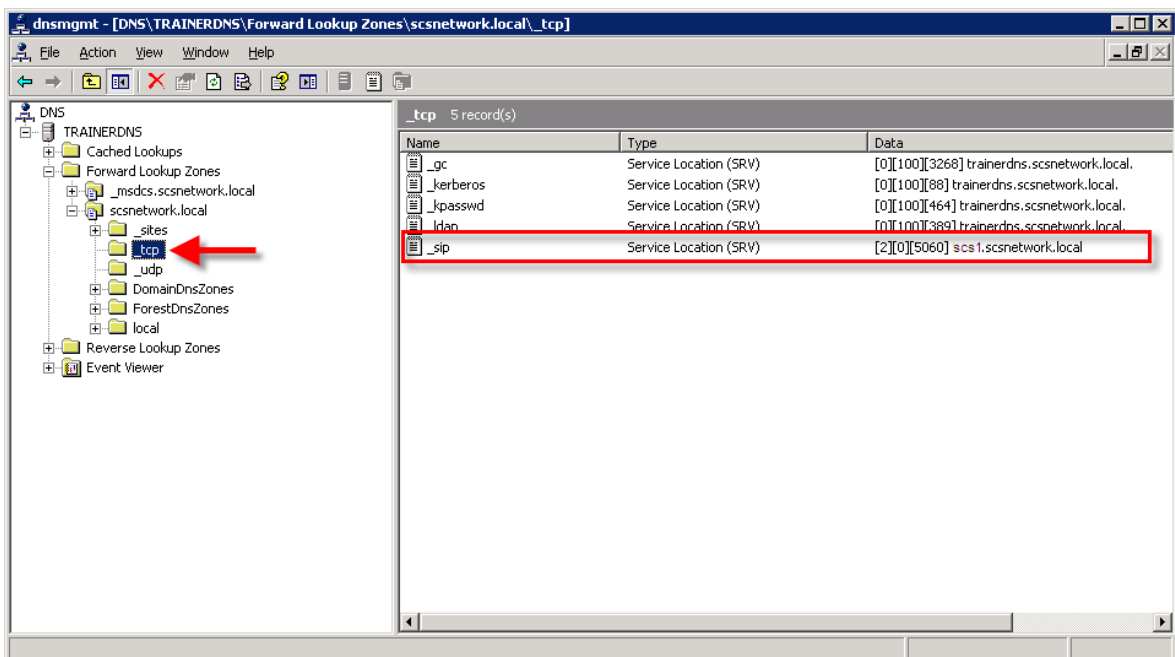 dnsmgmt - [DNS\TRAINERDNS\Forward Lookup Zones\scsnetwork.local\_tcp]
File Action View Window Help
DNS
TRAINERDNS
Cached Lookups
Forward Lookup Zones
_msdcs.scsnetwork.local
scsnetwork.local
_sites
_tcp
_udp
DomainDnsZones
ForestDnsZones
local
Reverse Lookup Zones
Event Viewer
_tcp 5 record(s)
Name Type Data
_gc Service Location (SRV) [0][100][3268] trainerdns.scsnetwork.local.
_kerberos Service Location (SRV) [0][100][88] trainerdns.scsnetwork.local.
_kpasswd Service Location (SRV) [0][100][464] trainerdns.scsnetwork.local.
_ldap Service Location (SRV) [0][100][389] trainerdns.scsnetwork.local.
_sip Service Location (SRV) [2][0][5060] scs1.scsnetwork.local